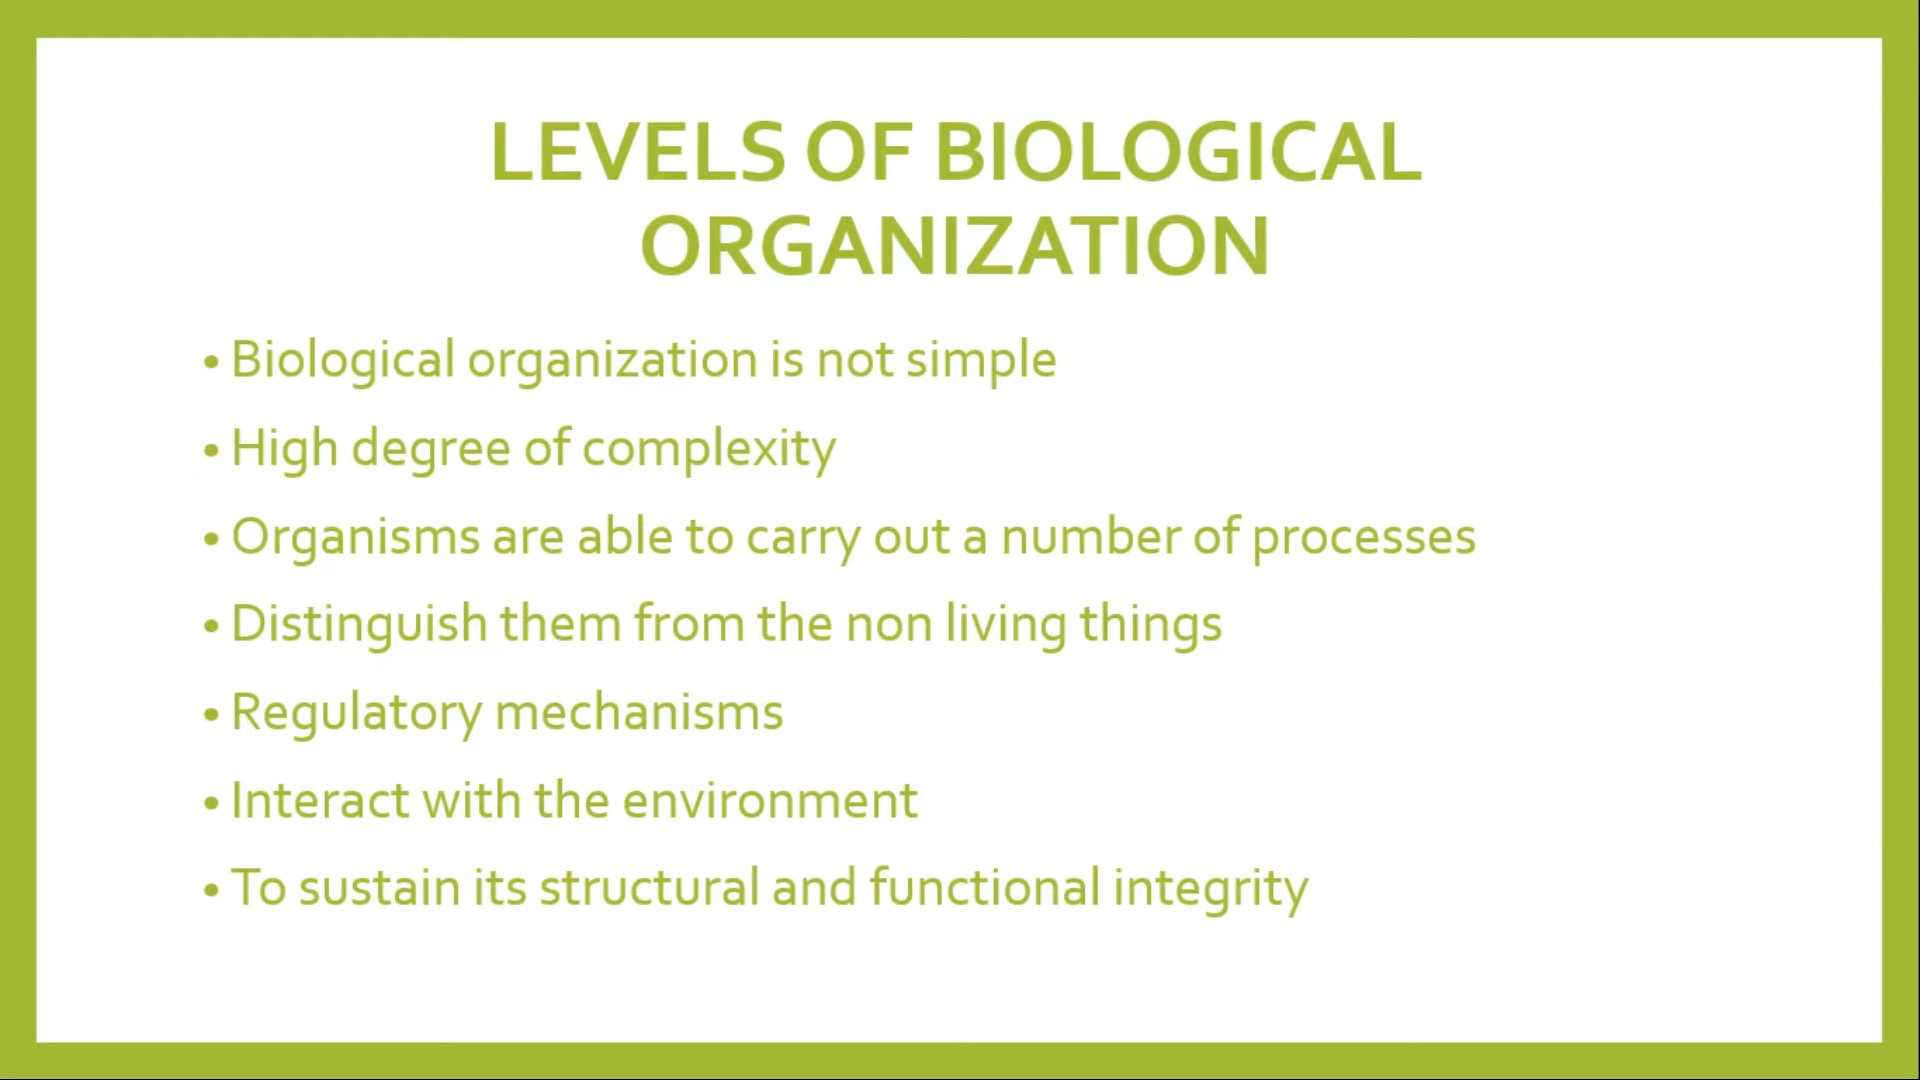 LEVELS OF BIOLOGICAL
ORGANIZATION
• Biological organization is not simple
• High degree of complexity
• Organisms are able to carry out a number of processes
• Distinguish them from the non living things
• Regulatory mechanisms
• Interact with the environment
• To sustain its structural and functional integrity